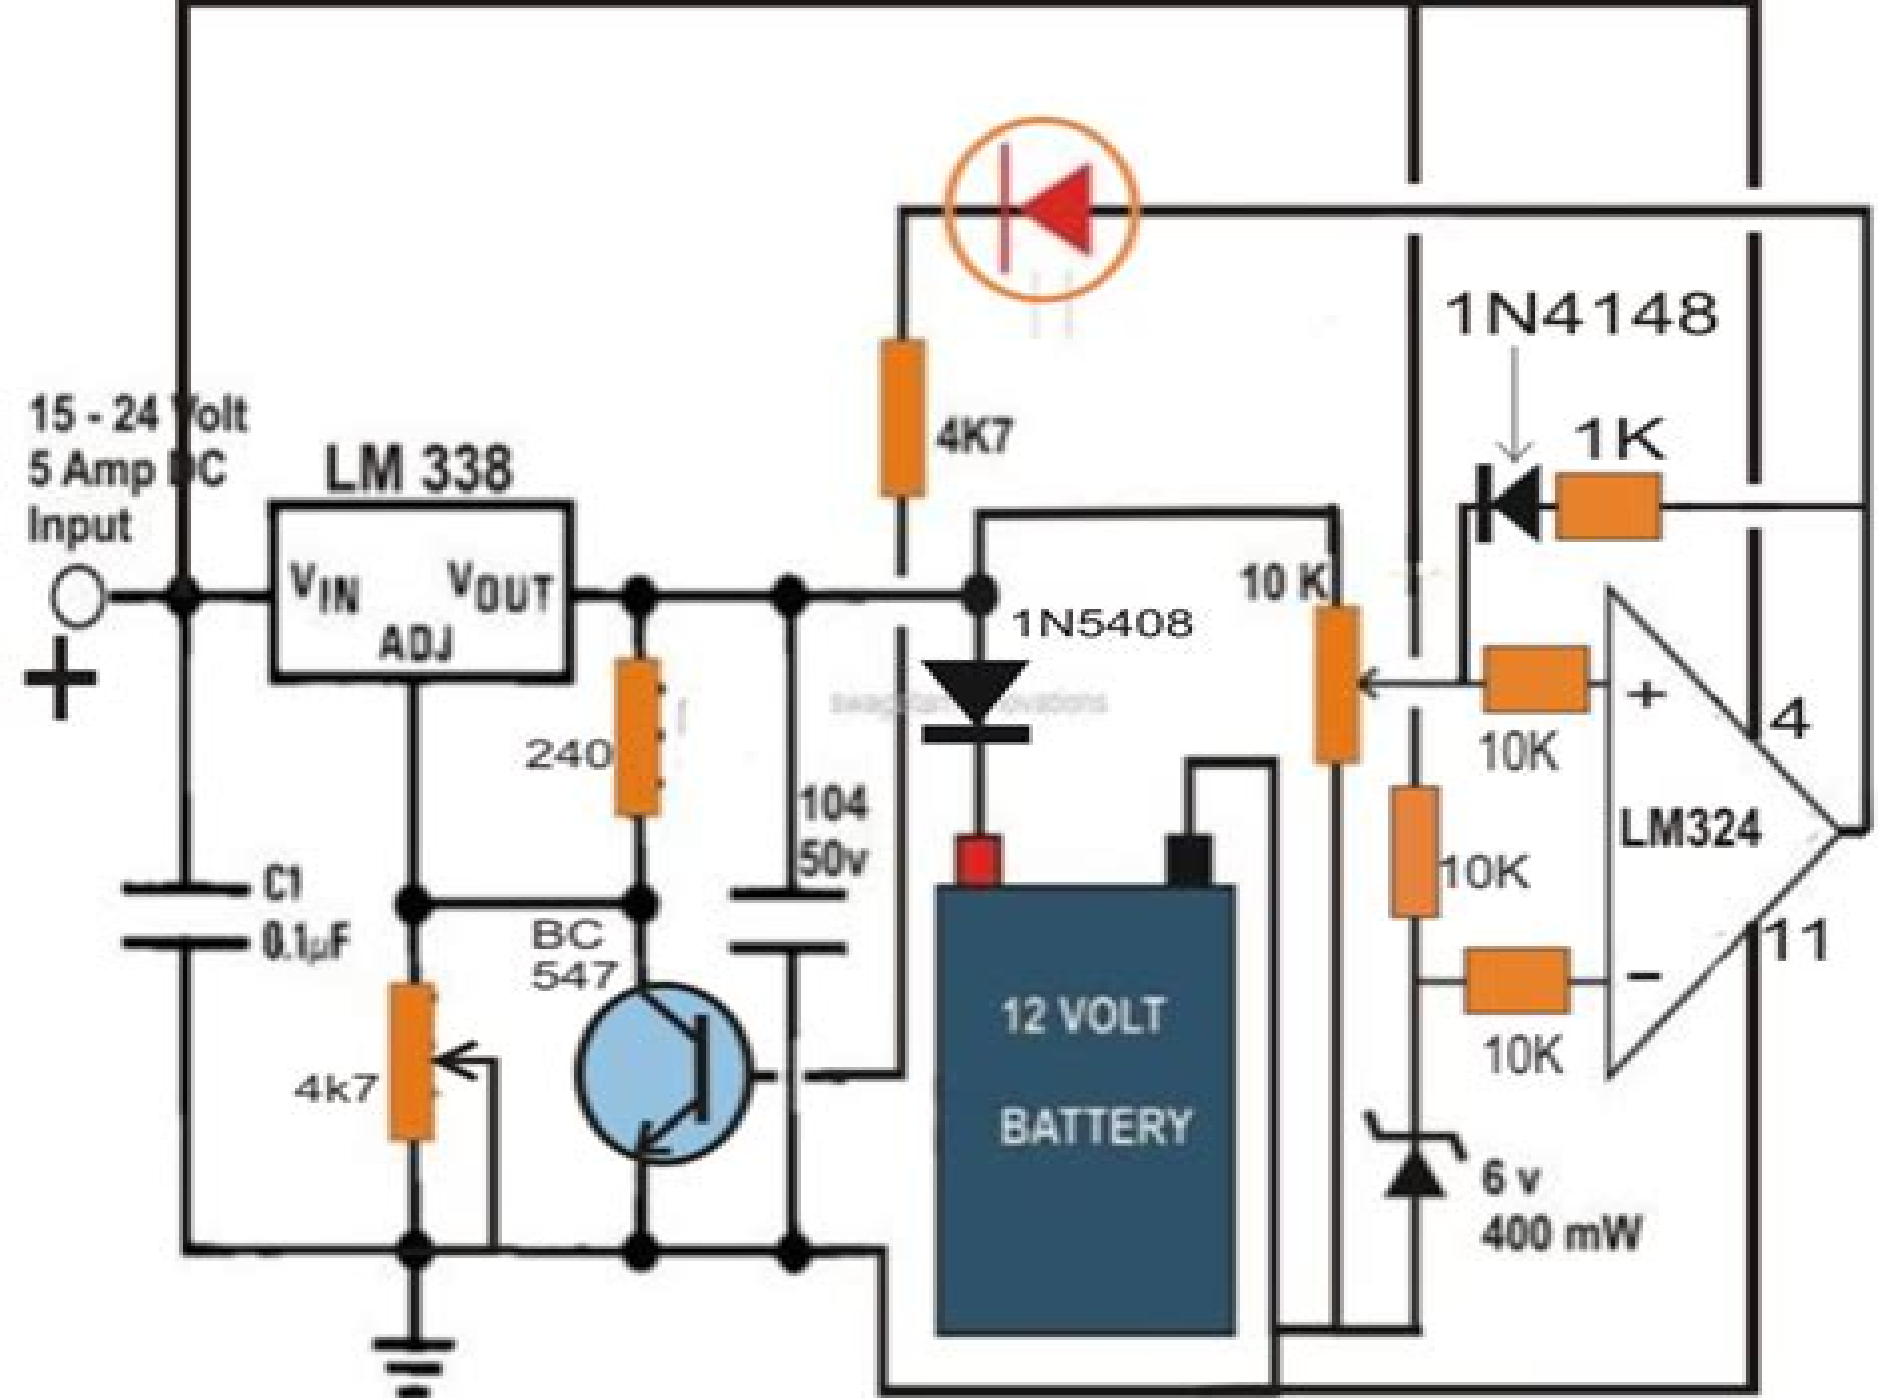 1N4148
1K
15 - 24 Volt
5 Amp DC
Input
LM 338
4K7
VIN
VOUT
ADJ
10 K
1N5408
+
240
104
50v
+
4
10K
LM324
10K
C1
0.1µF
BC
547
11
−
10K
12 VOLT
BATTERY
4k7
6 v
400 mW